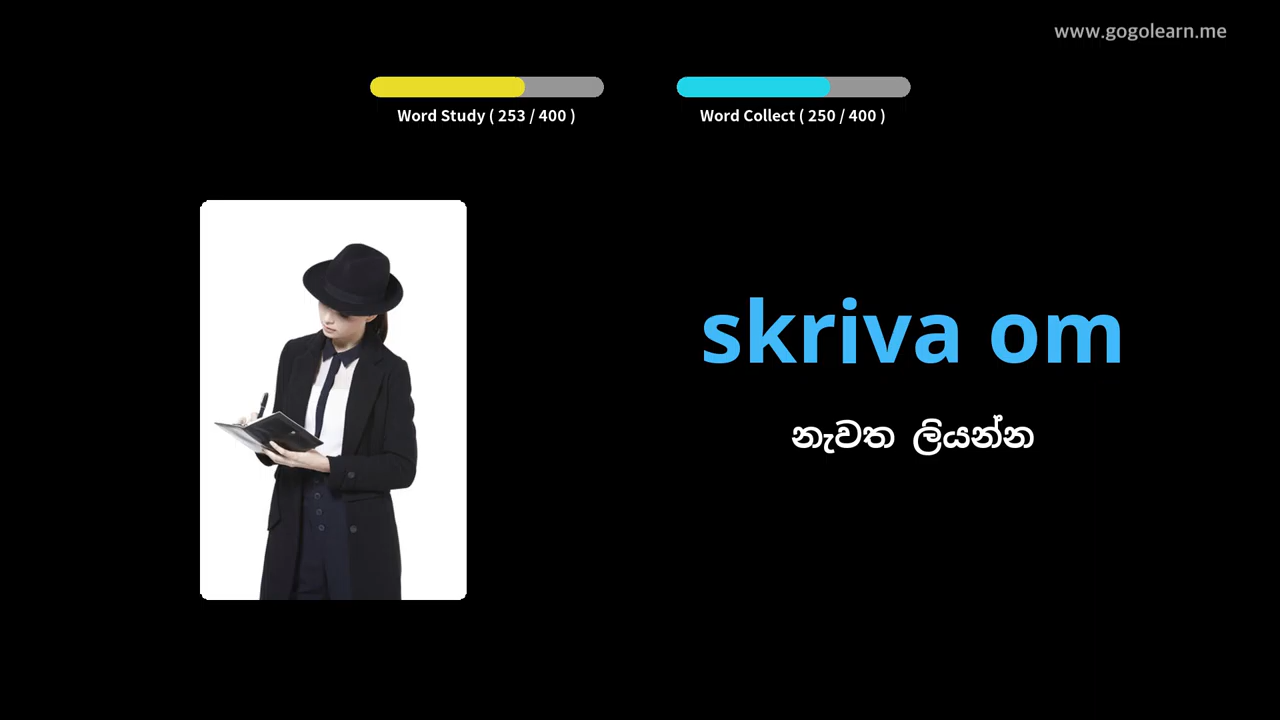 www.gogolearn.me
Word Study ( 253 / 400 )
Word Collect ( 250 / 400 )
skriva om
නැවත ලියන්න